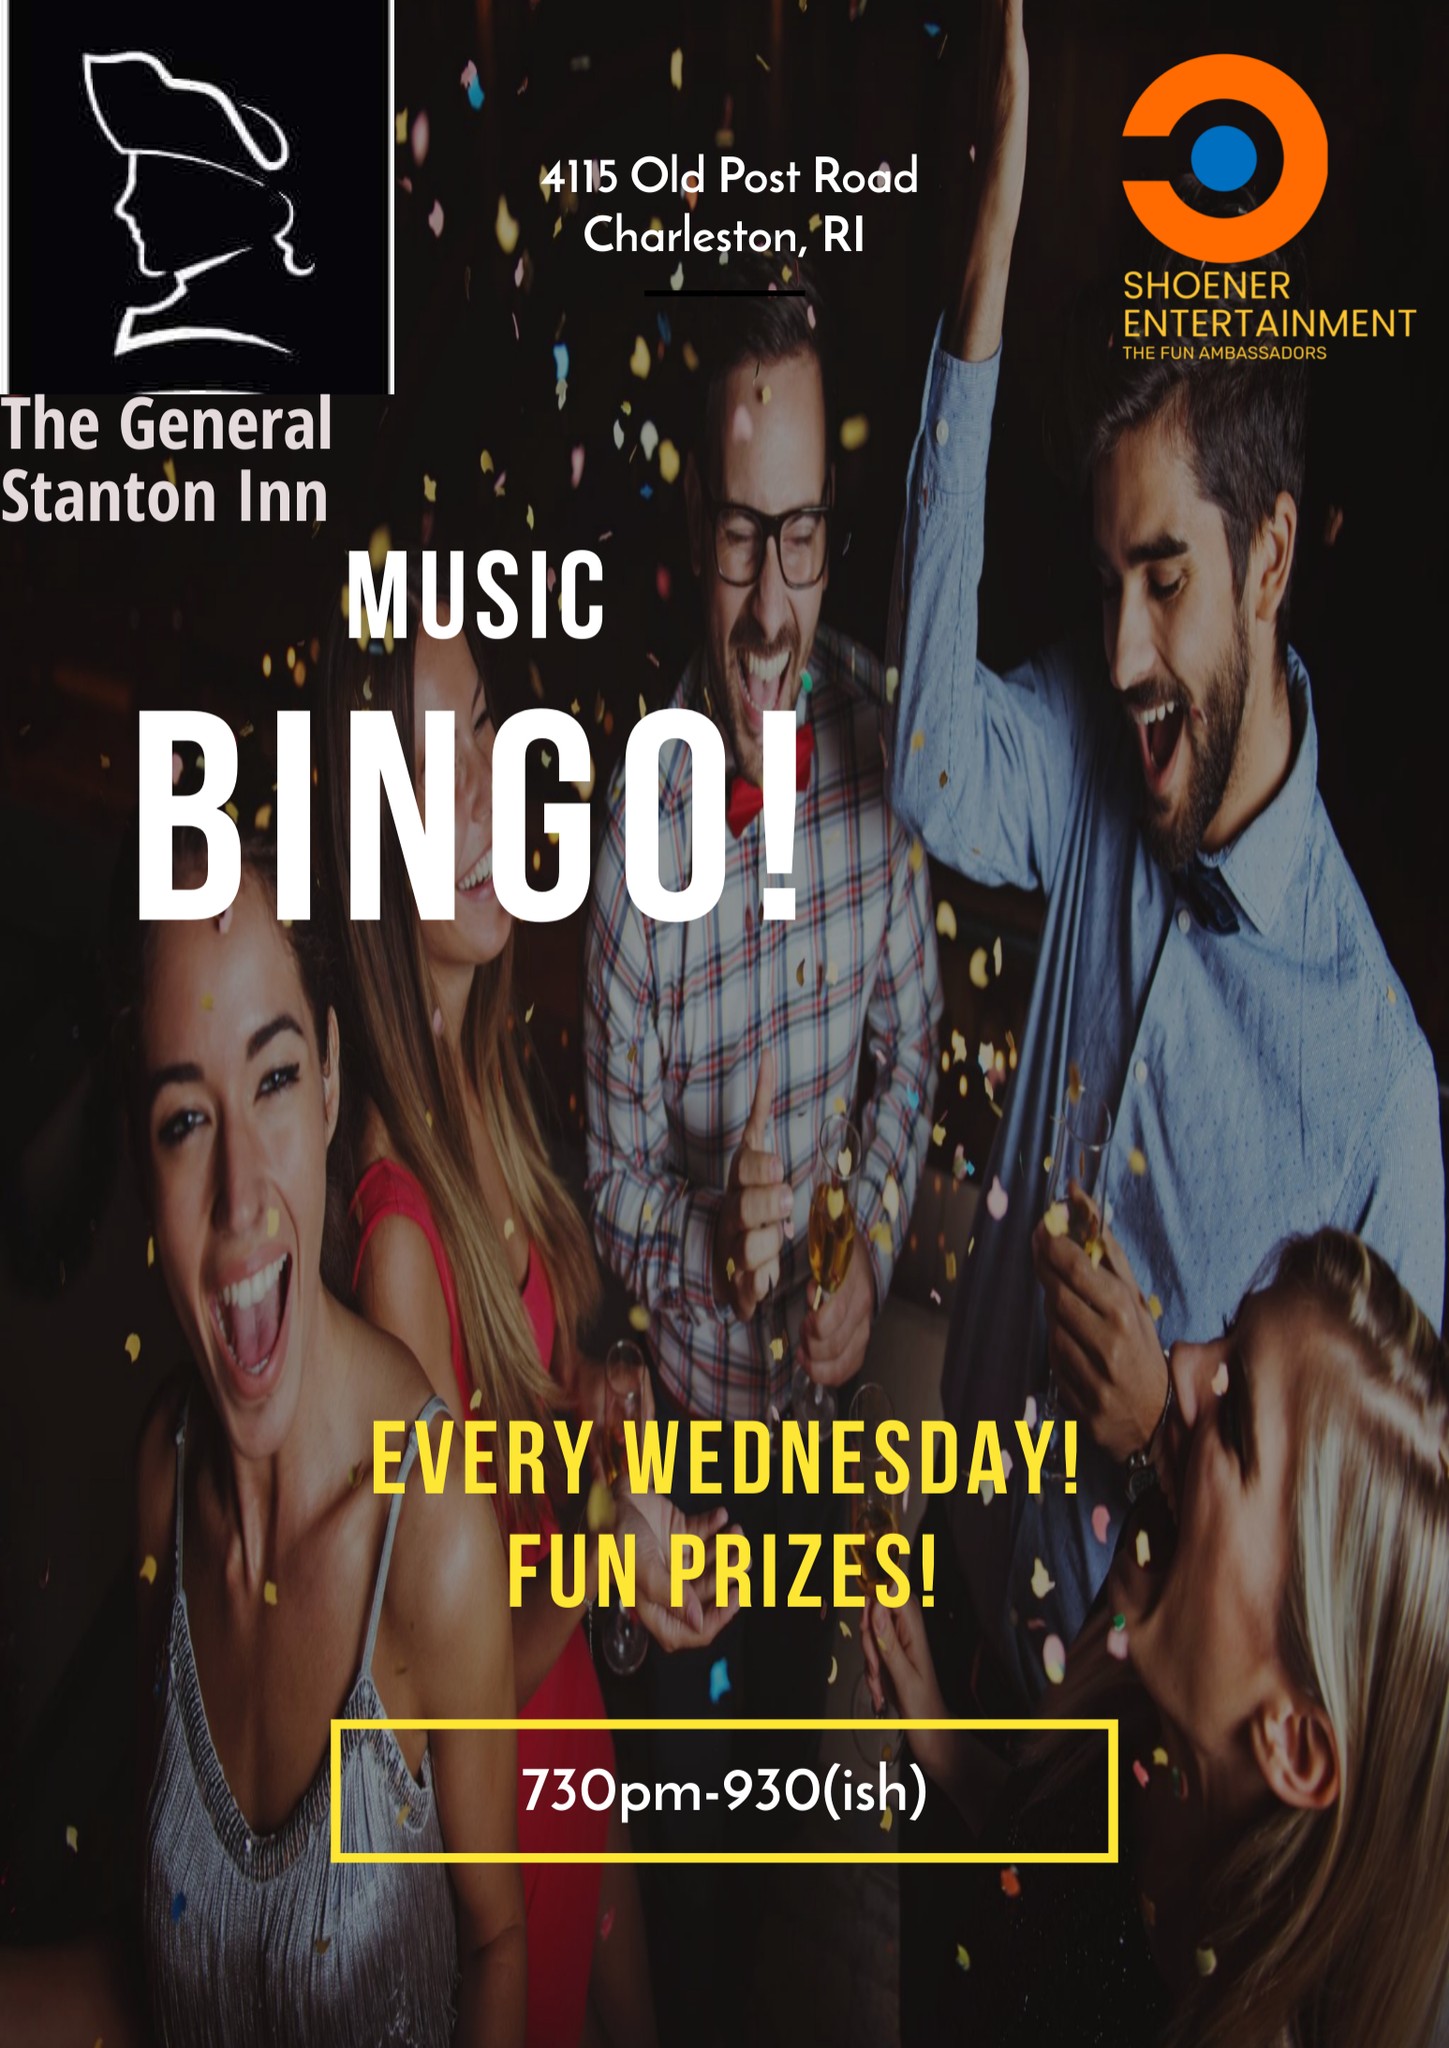 4115 Old Post Road
Charleston, RI
SHOENER
ENTERTAINMENT
THE FUN AMBASSADORS
The General
Stanton Inn
MUSIC
BINGO!
EVERY WEDNESDAY!
FUN PRIZES!
730pm-930(ish)